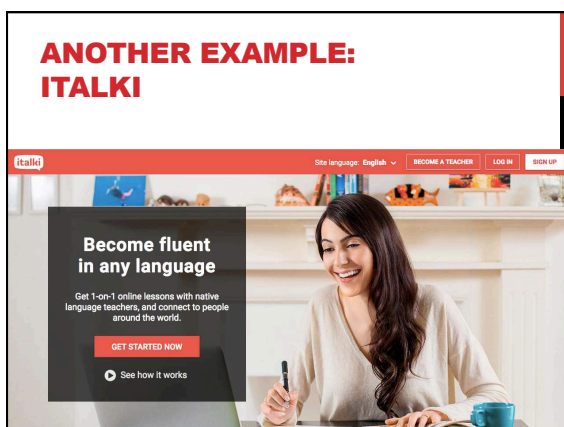 ANOTHER EXAMPLE:
ITALKI
italki
Site language: English
BECOME A TEACHER
LOG IN
SIGN UP
Become fluent
in any language
Get 1-on-1 online lessons with native
language teachers, and connect to people
around the world.
GET STARTED NOW
See how it works